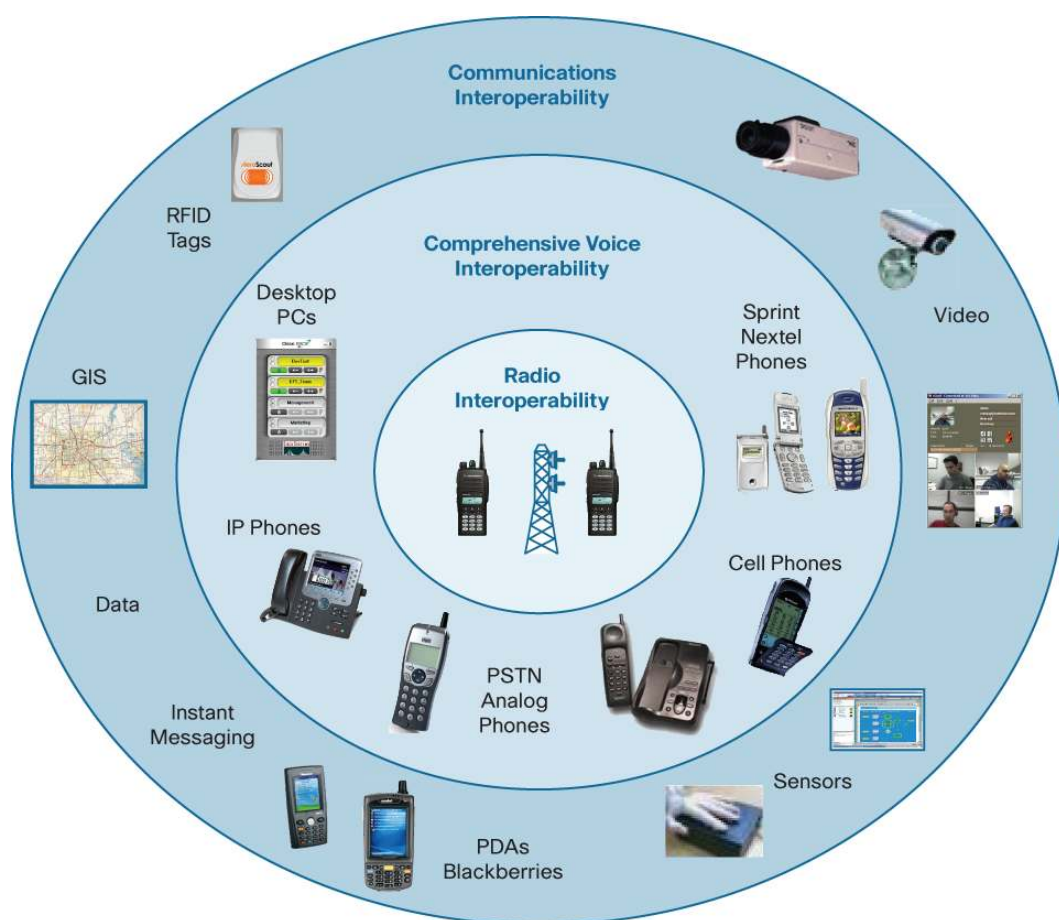 Communications
Interoperability
RFID
Tags
Comprehensive Voice
Interoperability
Desktop
PCs
Sprint
Nextel
Phones
Video
GIS
Radio
Interoperability
IP Phones
Cell Phones
Data
PSTN
Analog
Phones
Instant
Messaging
Sensors
PDAs
Blackberries